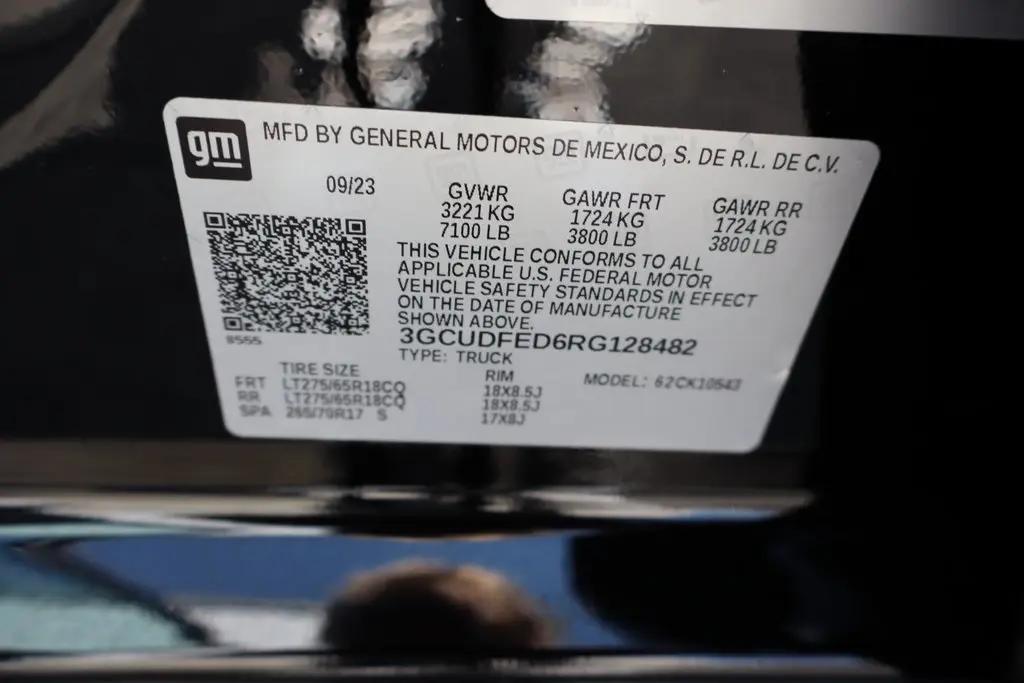 gm MFD BY GENERAL MOTORS DE MEXICO, S. DE R.L. DE C.V.
09/23 GVWR GAWR FRT GAWR RR
3221 KG 1724 KG 1724 KG
7100 LB 3800 LB 3800 LB
THIS VEHICLE CONFORMS TO ALL
APPLICABLE U.S. FEDERAL MOTOR
VEHICLE SAFETY STANDARDS IN EFFECT
ON THE DATE OF MANUFACTURE
SHOWN ABOVE.
8555 3GCUDFED6RG128482
TYPE: TRUCK
TIRE SIZE RIM MODEL: 62CK10543
FRT LT275/65R18CQ 18X8.5J
RR LT275/65R18CQ 18X8.5J
SPA 265/70R17 S 17X8J